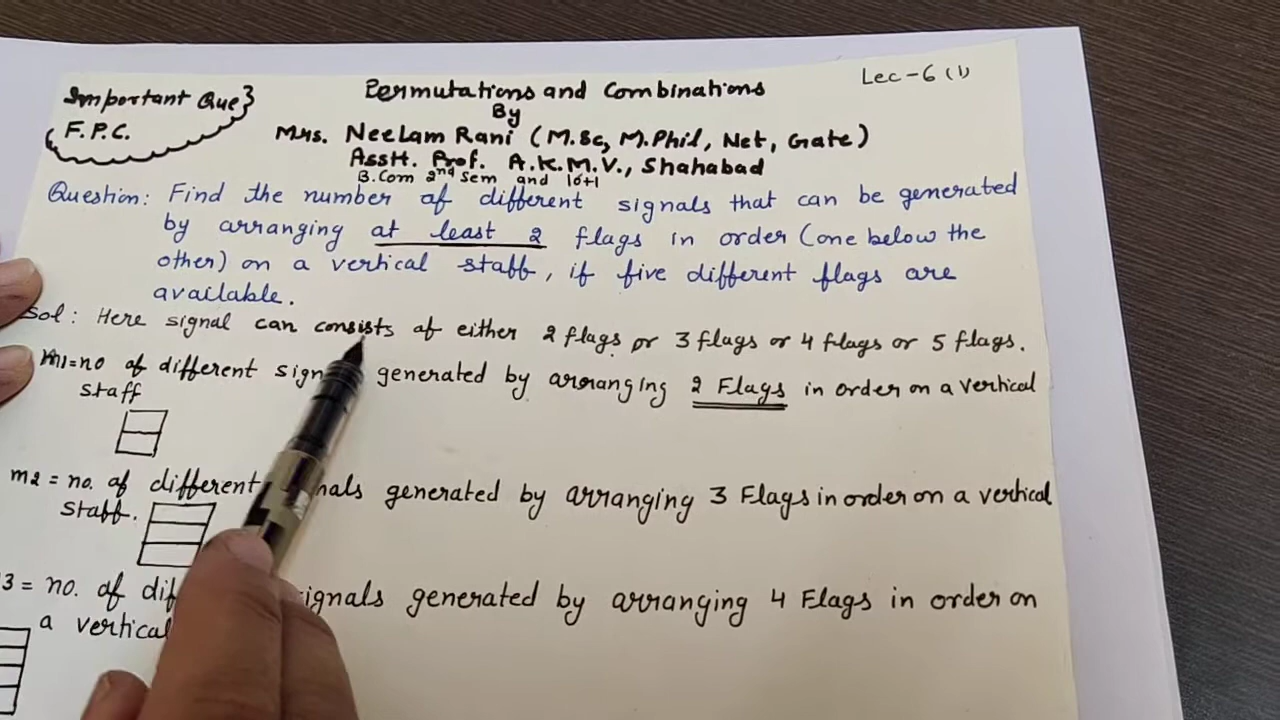 Lec-6 (1)
Important Que}
F.P.C.
Permutations and Combinations
By
Mrs. Neelam Rani (M.Sc, M.Phil, Net, Gate)
Asstt. Prof. A.K.M.V., Shahabad
B.Com 2nd Sem and 10+1
Question: Find the number of different signals that can be generated
by arranging at least 2 flags in order (one below the
other) on a vertical staff, if five different flags are
available.
Sol: Here signal can consists of either 2 flags or 3 flags or 4 flags or 5 flags.
m1=no of different generated by arranging 2 Flags in order on a vertical
staff
m2 = no. of different generated by arranging 3 Flags in order on a vertical
staff.
3 = no. of signals generated by arranging 4 Flags in order on
a vertical